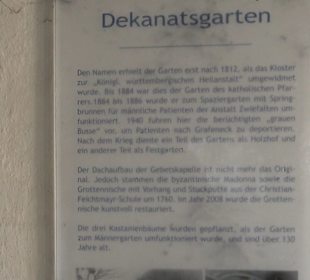 Dekanatsgarten
Den Namen erhielt der Garten erst nach 1812, als das Kloster
zur „Königl. württembergischen Heilanstalt" umgewidmet
wurde. Bis 1884 war dies der Garten des katholischen Pfar-
rers. 1884 bis 1886 wurde er zum Spaziergarten mit Spring-
brunnen für männliche Patienten der Anstalt Zwiefalten um-
funktioniert. 1940 fuhren hier die berüchtigten „grauen
Busse" vor, um Patienten nach Grafeneck zu deportieren.
Nach dem Krieg diente ein Teil des Gartens als Holzhof und
ein anderer Teil als Festgarten.
Der Dachaufbau der Gebetskapelle ist nicht mehr das Origi-
nal. Jedoch stammen die byzantinische Madonna sowie die
Grottennische mit Vorhang und Stuckputte aus der Christian-
Feichtmayr-Schule um 1760. Im Jahr 2008 wurde die Grotten-
nische kunstvoll restauriert.
Die drei Kastanienbäume wurden gepflanzt, als der Garten
zum Männergarten umfunktioniert wurde, und sind über 130
Jahre alt.